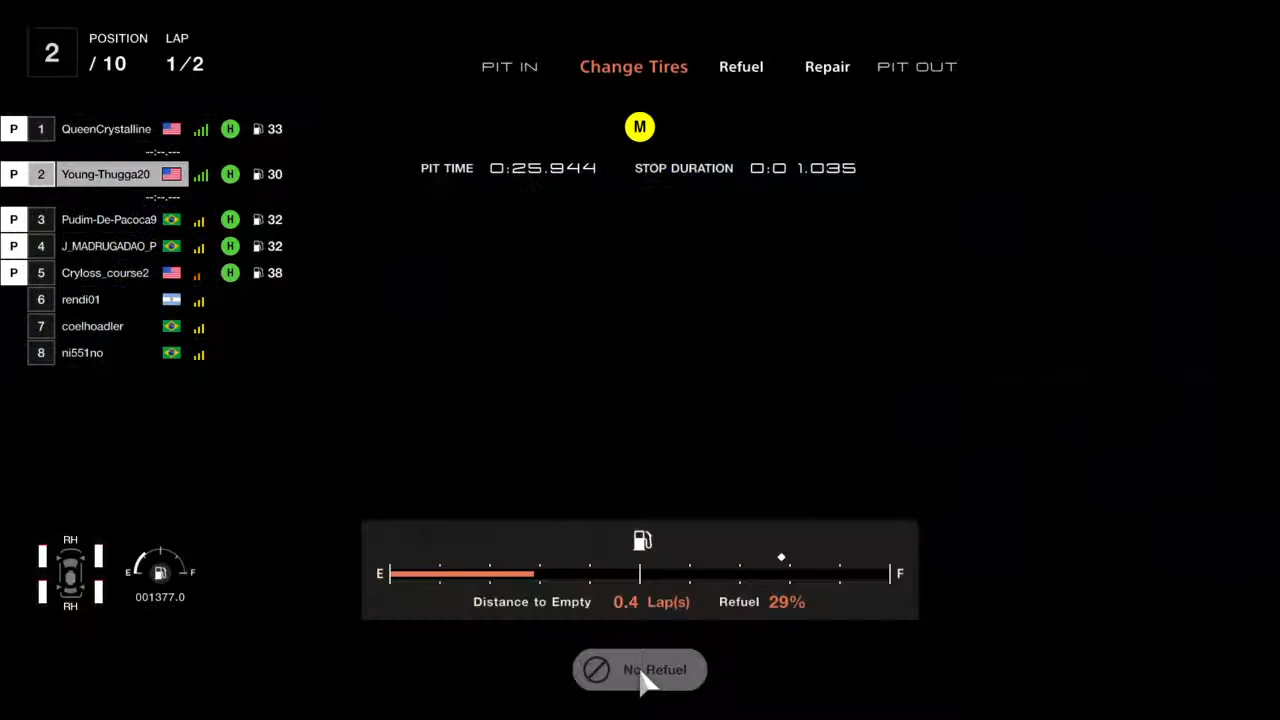 2 POSITION / 10 LAP 1/2
PIT IN Change Tires Refuel Repair PIT OUT
M
PIT TIME 0:25.944 STOP DURATION 0:01.035
P 1 QueenCrystalline H 33
--:--.---
P 2 Young-Thugga20 H 30
--:--.---
P 3 Pudim-De-Pacoca9 H 32
P 4 J_MADRUGADAO_P H 32
P 5 Cryloss_course2 H 38
6 rendi01
7 coelhoadler
8 ni551no
RH
RH
E F
001377.0
E F
Distance to Empty 0.4 Lap(s) Refuel 29%
No Refuel